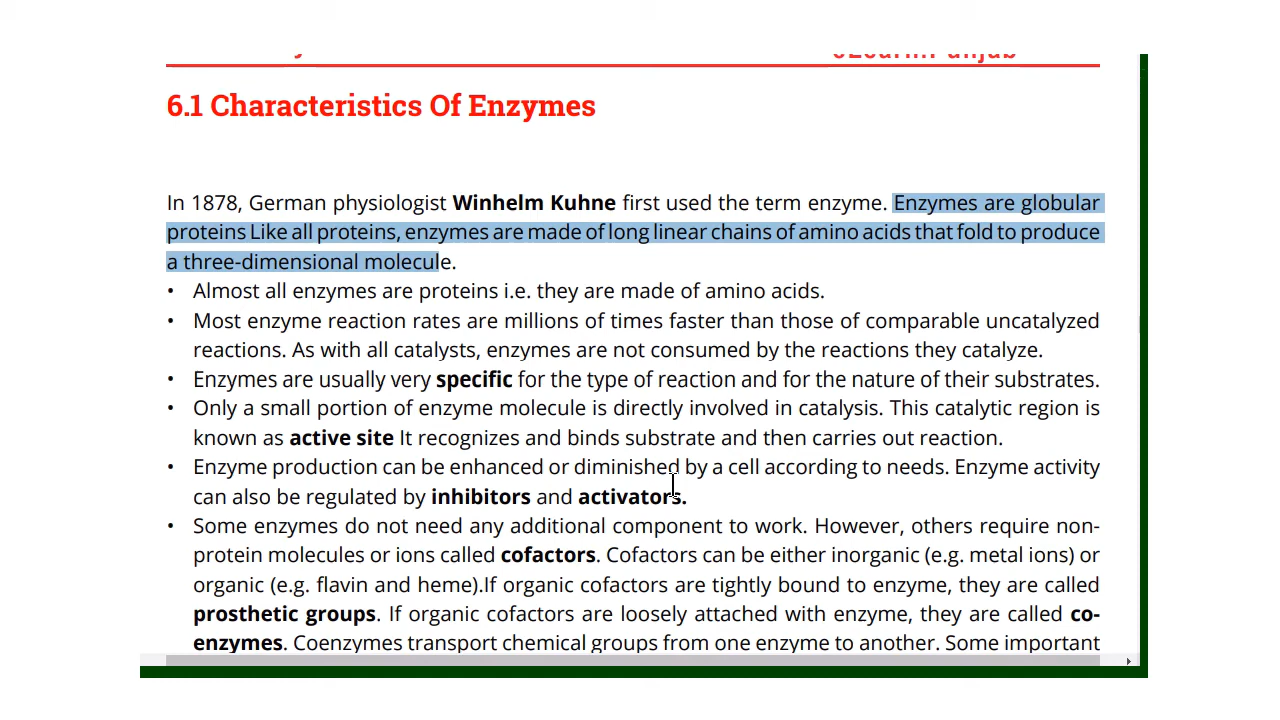 6.1 Characteristics Of Enzymes
In 1878, German physiologist Winhelm Kuhne first used the term enzyme. Enzymes are globular
proteins Like all proteins, enzymes are made of long linear chains of amino acids that fold to produce
a three-dimensional molecule.
• Almost all enzymes are proteins i.e. they are made of amino acids.
• Most enzyme reaction rates are millions of times faster than those of comparable uncatalyzed
reactions. As with all catalysts, enzymes are not consumed by the reactions they catalyze.
• Enzymes are usually very specific for the type of reaction and for the nature of their substrates.
• Only a small portion of enzyme molecule is directly involved in catalysis. This catalytic region is
known as active site It recognizes and binds substrate and then carries out reaction.
• Enzyme production can be enhanced or diminished by a cell according to needs. Enzyme activity
can also be regulated by inhibitors and activators.
• Some enzymes do not need any additional component to work. However, others require non-
protein molecules or ions called cofactors. Cofactors can be either inorganic (e.g. metal ions) or
organic (e.g. flavin and heme).If organic cofactors are tightly bound to enzyme, they are called
prosthetic groups. If organic cofactors are loosely attached with enzyme, they are called co-
enzymes. Coenzymes transport chemical groups from one enzyme to another. Some important